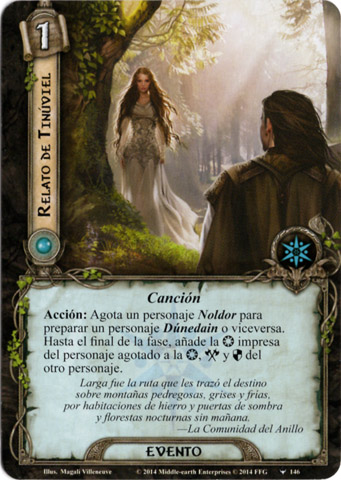 1
RELATO DE TINÚVIEL
Canción
Acción: Agota un personaje Noldor para
preparar un personaje Dúnedain o viceversa.
Hasta el final de la fase, añade la impresa
del personaje agotado a la , y del
otro personaje.
Larga fue la ruta que les trazó el destino
sobre montañas pedregosas, grises y frías,
por habitaciones de hierro y puertas de sombra
y florestas nocturnas sin mañana.
—La Comunidad del Anillo
EVENTO
Illus. Magali Villeneuve © 2014 Middle-earth Enterprises © 2014 FFG 146